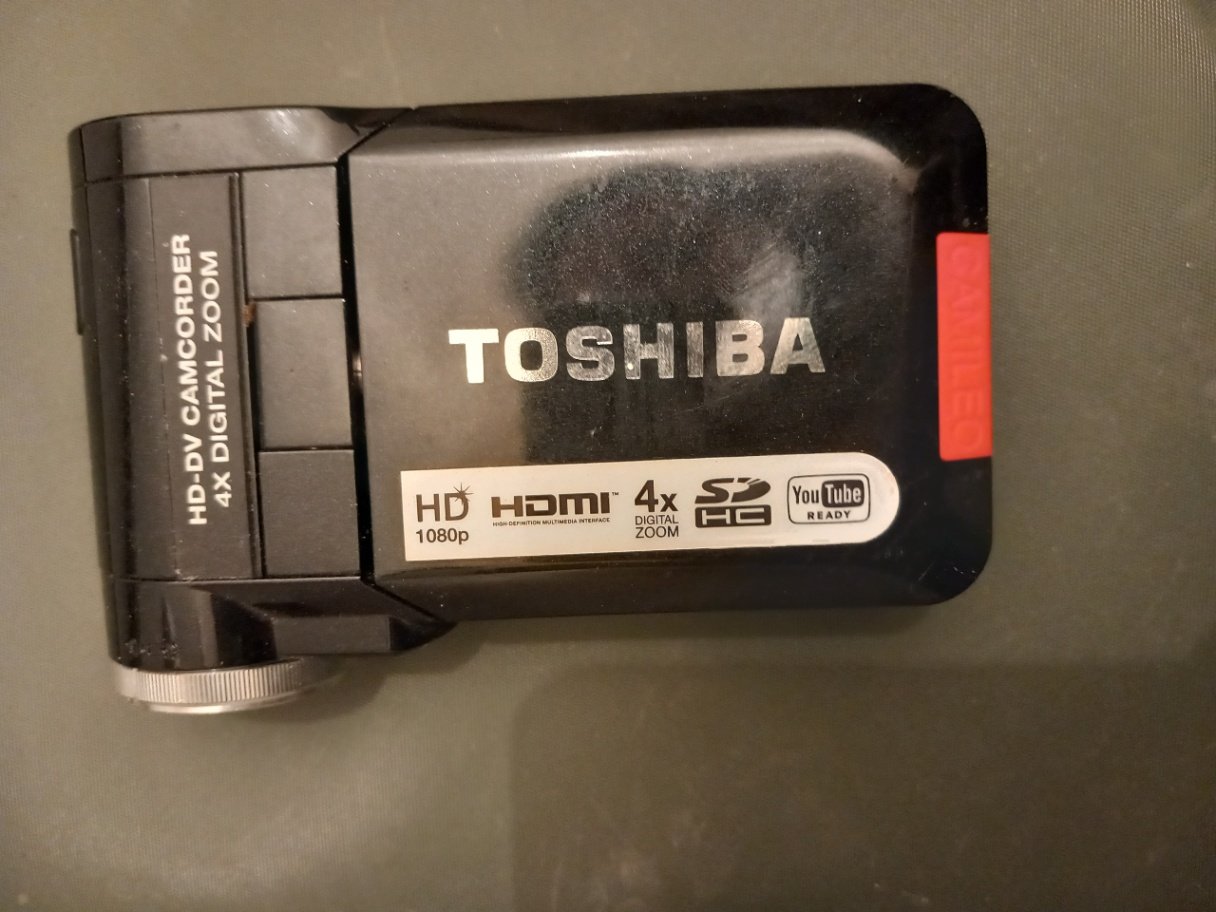 HD-DV CAMCORDER
4X DIGITAL ZOOM
TOSHIBA
CAMILEO
HD
1080p
HDMI™
HIGH-DEFINITION MULTIMEDIA INTERFACE
4x
DIGITAL
ZOOM
SD
HC
YouTube
READY